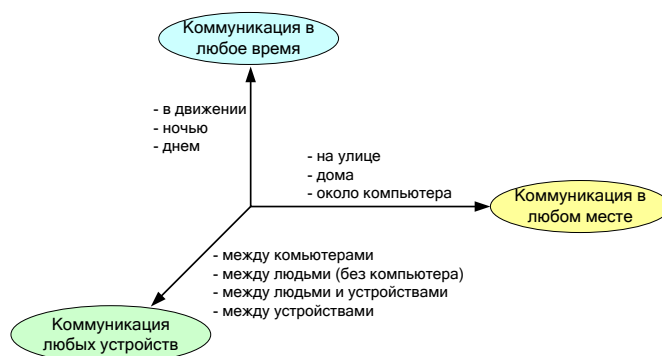 Коммуникация в
любое время
- в движении
- ночью
- днем
- на улице
- дома
- около компьютера
Коммуникация в
любом месте
- между комьютерами
- между людьми (без компьютера)
- между людьми и устройствами
- между устройствами
Коммуникация
любых устройств